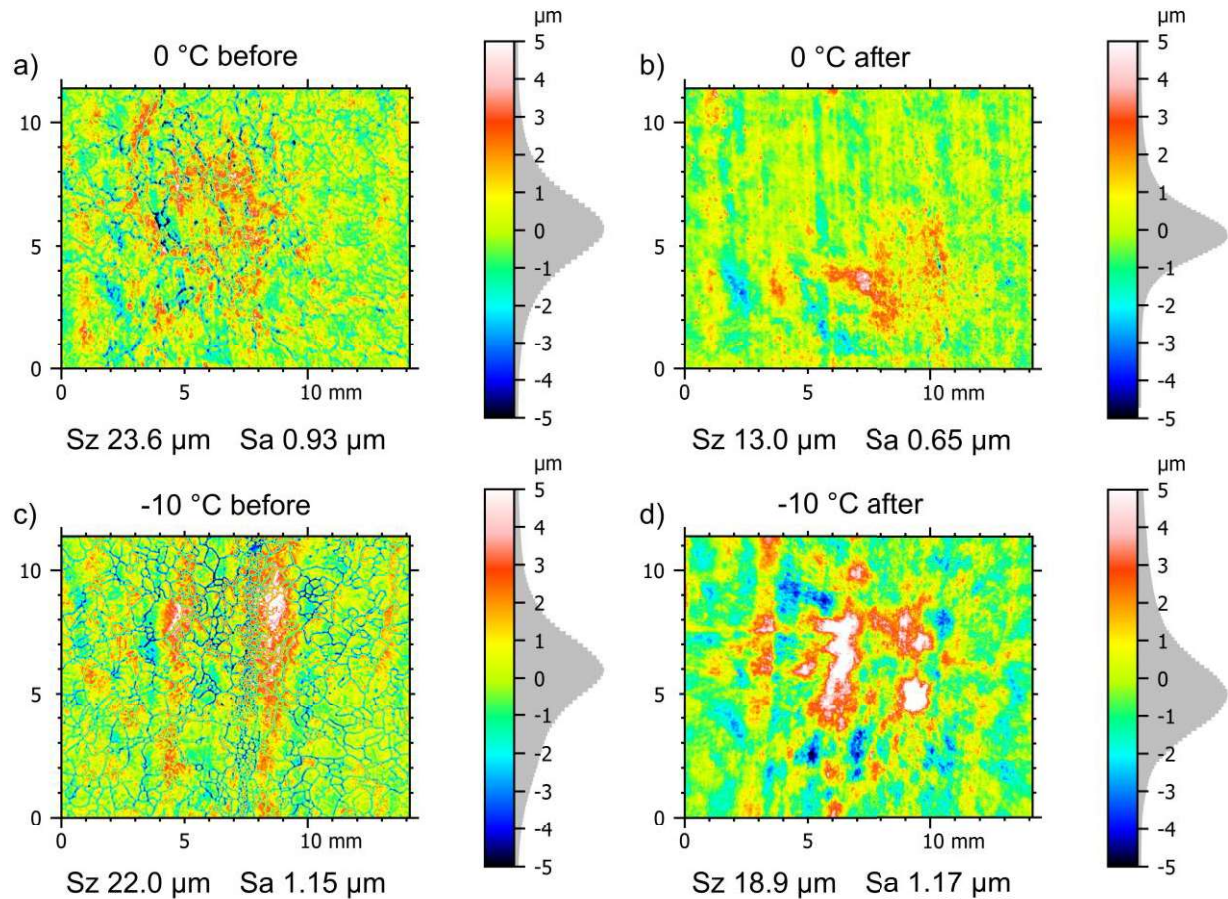 µm
µm
0 °C before
0 °C after
a)
b)
5
4
3
2
1
0
-1
-2
-3
-4
-5
5
4
3
2
1
0
-1
-2
-3
-4
-5
10
5
0
10
5
0
0 5 10 mm
0 5 10 mm
Sz 23.6 µm Sa 0.93 µm
Sz 13.0 µm Sa 0.65 µm
µm
µm
-10 °C before
-10 °C after
c)
d)
5
4
3
2
1
0
-1
-2
-3
-4
-5
5
4
3
2
1
0
-1
-2
-3
-4
-5
10
5
0
10
5
0
0 5 10 mm
0 5 10 mm
Sz 22.0 µm Sa 1.15 µm
Sz 18.9 µm Sa 1.17 µm